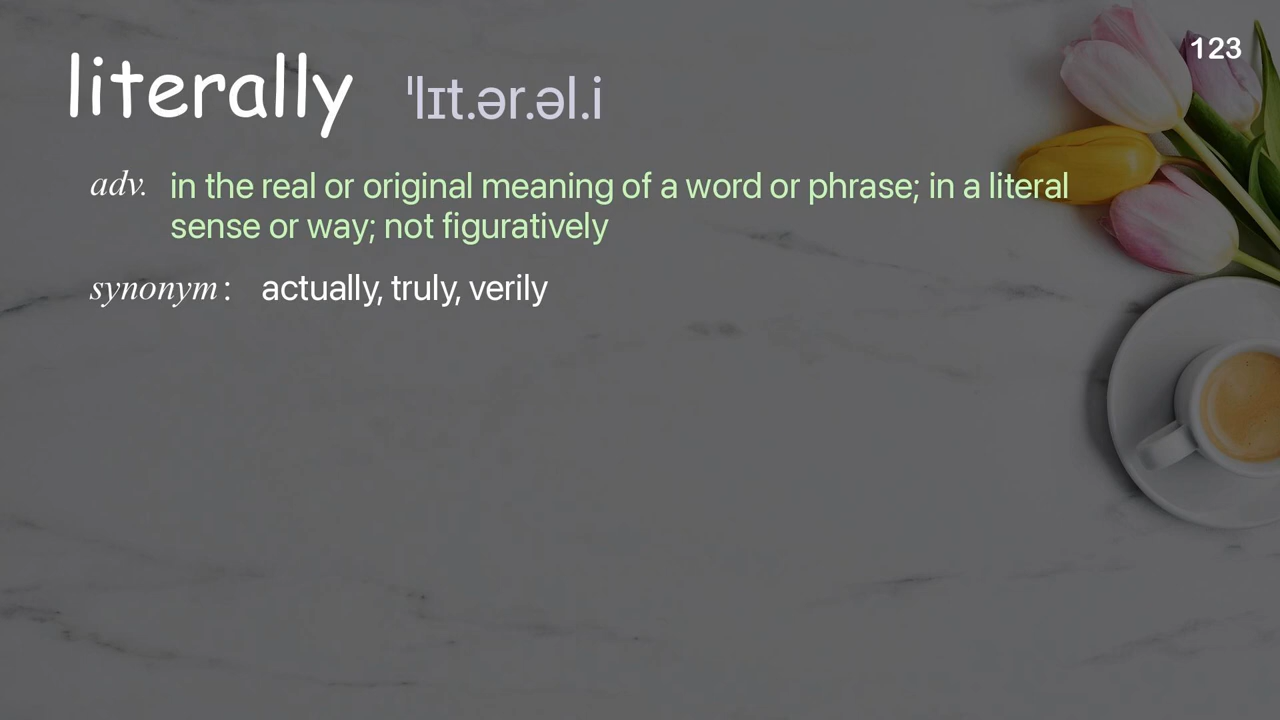 123
literally ˈlɪt.ər.əl.i
adv. in the real or original meaning of a word or phrase; in a literal
sense or way; not figuratively
synonym: actually, truly, verily